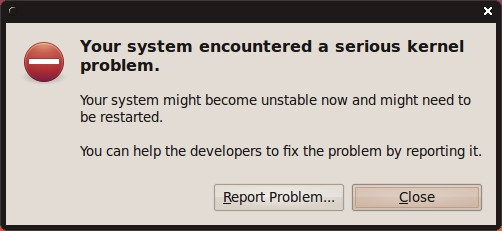 Your system encountered a serious kernel
problem.
Your system might become unstable now and might need to
be restarted.
You can help the developers to fix the problem by reporting it.
Report Problem...
Close